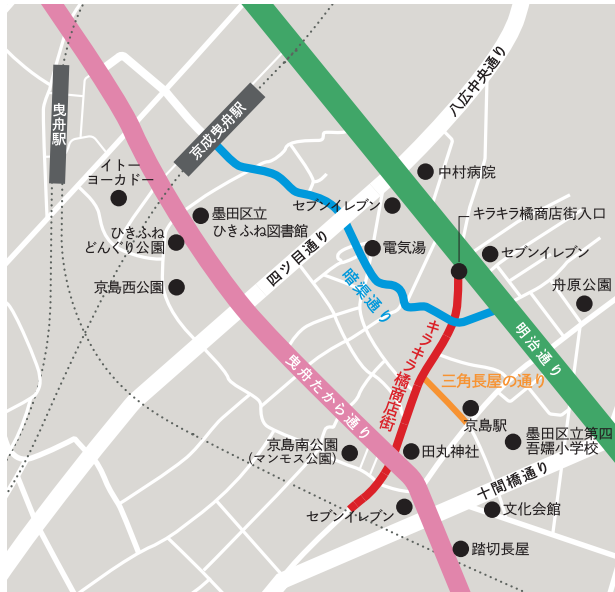 八広中央通り
曳舟駅
京成曳舟駅
中村病院
イトー
ヨーカドー
墨田区立
ひきふね図書館
セブンイレブン
キラキラ橘商店街入口
ひきふね
どんぐり公園
四ツ目通り
電気湯
セブンイレブン
京島西公園
暗渠通り
舟原公園
明治通り
キラキラ橘商店街
曳舟たから通り
三角長屋の通り
京島駅
墨田区立第四
吾嬬小学校
京島南公園
(マンモス公園)
田丸神社
十間橋通り
セブンイレブン
文化会館
踏切長屋